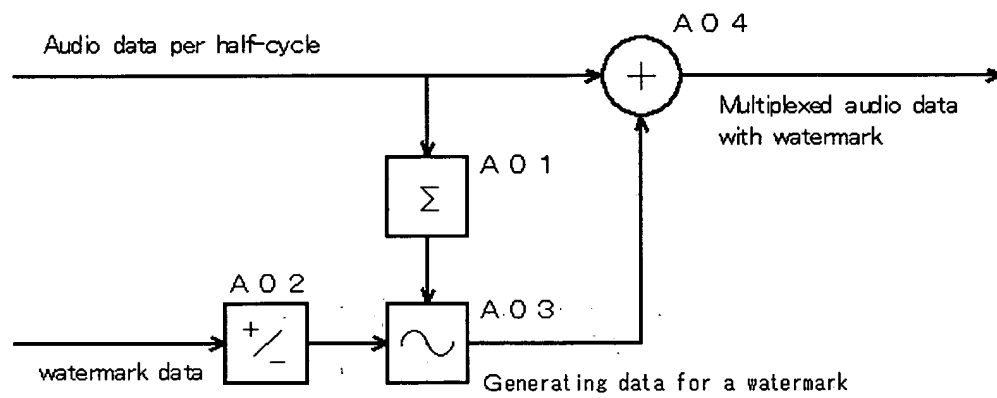 A04
Audio data per half-cycle
+
Multiplexed audio data
with watermark
A01
Σ
A02
A03
+/-
watermark data
Generating data for a watermark